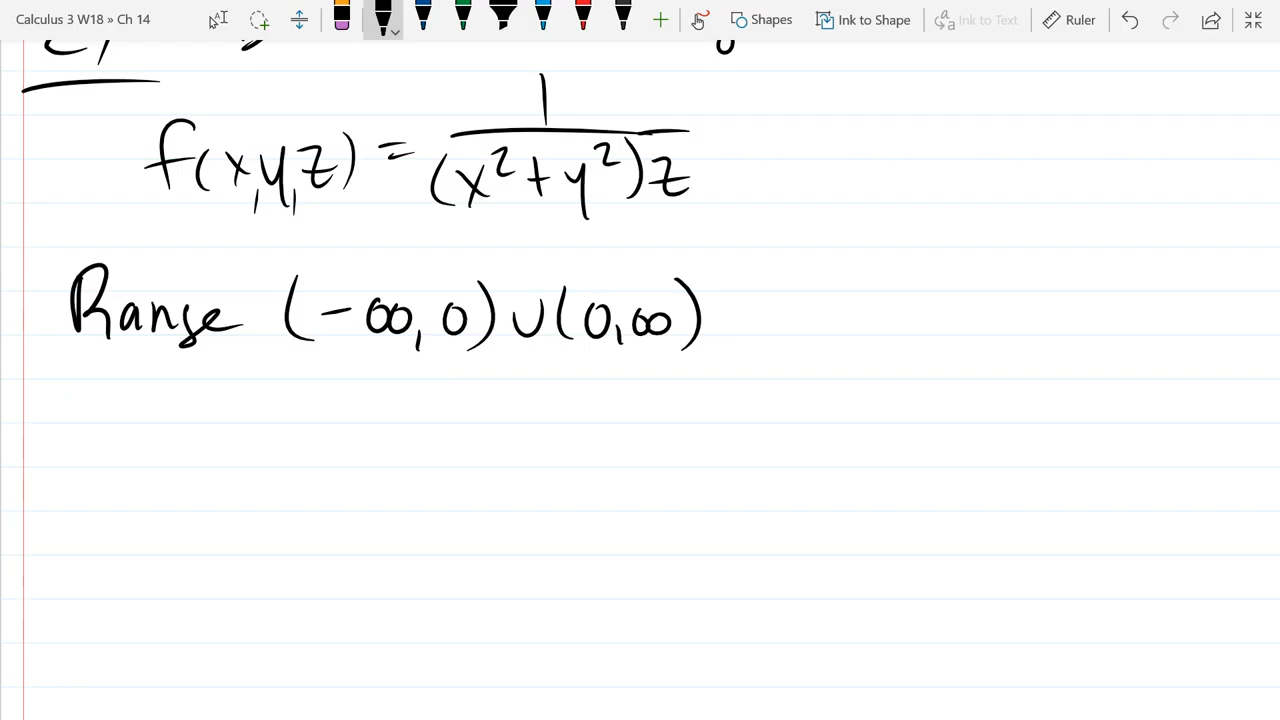 Calculus 3 W18 » Ch 14 Shapes Ink to Shape Ink to Text Ruler
f(x,y,z) = 1/((x²+y²)z)
Range (-∞,0)∪(0,∞)